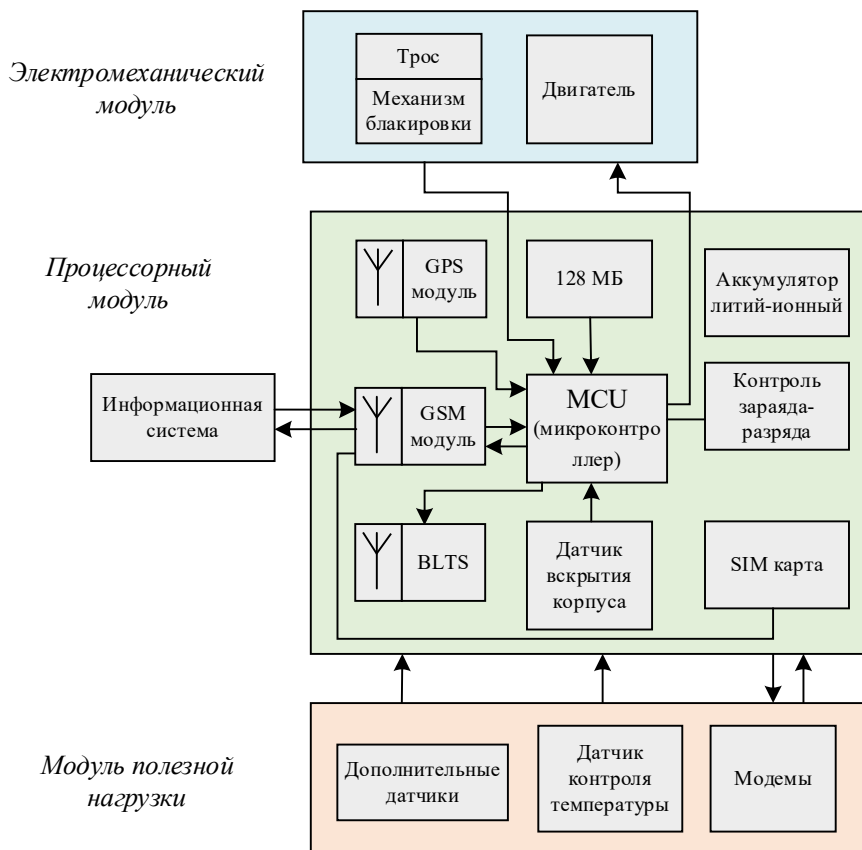 Электромеханический
модуль
Трос
Механизм
блакировки
Двигатель
Процессорный
модуль
GPS
модуль
128 МБ
Аккумулятор
литий-ионный
Информационная
система
GSM
модуль
MCU
(микроконтро
ллер)
Контроль
зараяда-
разряда
BLTS
Датчик
вскрытия
корпуса
SIM карта
Модуль полезной
нагрузки
Дополнительные
датчики
Датчик
контроля
температуры
Модемы